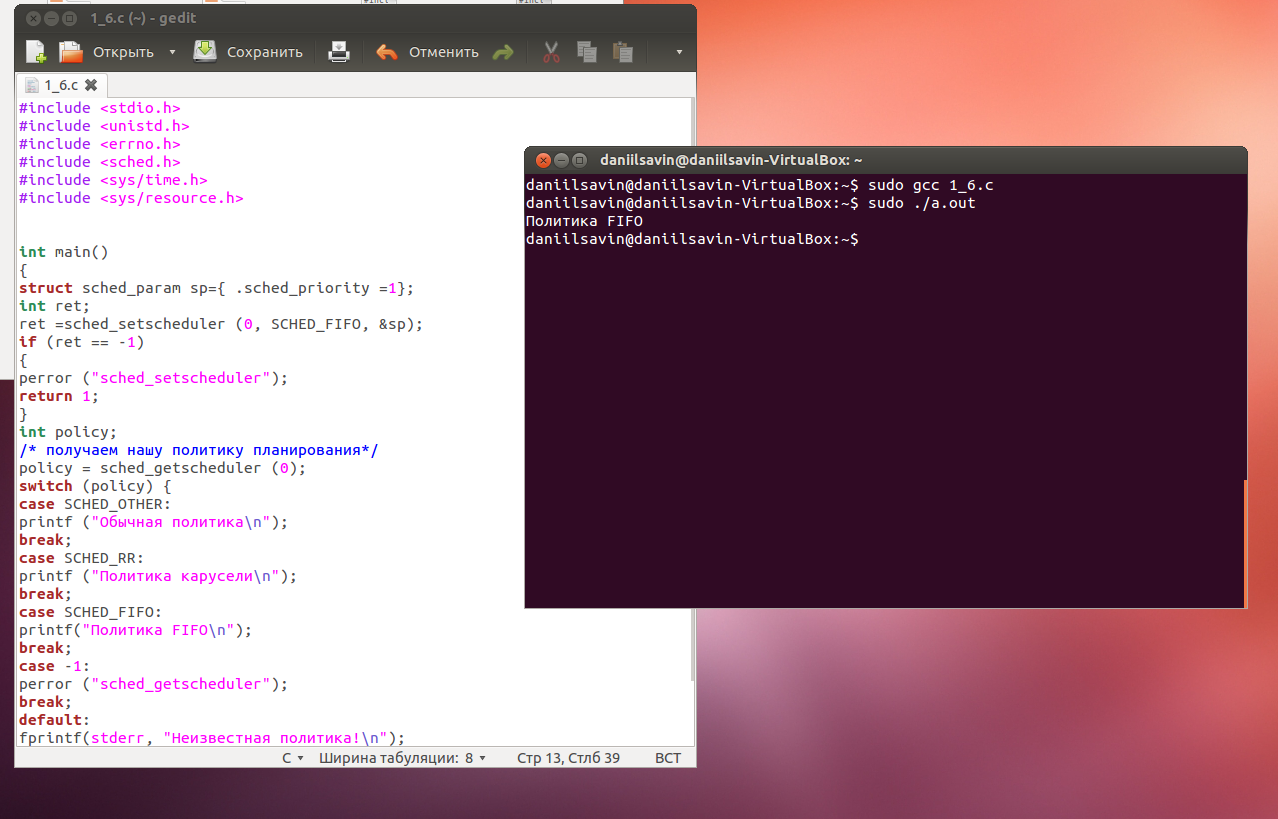 1_6.c (~) - gedit
Открыть
Сохранить
Отменить
1_6.c
#include <stdio.h>
#include <unistd.h>
#include <errno.h>
#include <sched.h>
#include <sys/time.h>
#include <sys/resource.h>
int main()
{
struct sched_param sp={ .sched_priority =1};
int ret;
ret =sched_setscheduler (0, SCHED_FIFO, &sp);
if (ret == -1)
{
perror ("sched_setscheduler");
return 1;
}
int policy;
/* получаем нашу политику планирования*/
policy = sched_getscheduler (0);
switch (policy) {
case SCHED_OTHER:
printf ("Обычная политика\n");
break;
case SCHED_RR:
printf ("Политика карусели\n");
break;
case SCHED_FIFO:
printf("Политика FIFO\n");
break;
case -1:
perror ("sched_getscheduler");
break;
default:
fprintf(stderr, "Неизвестная политика!\n");
C
Ширина табуляции: 8
Стр 13, Стлб 39
ВСТ
daniilsavin@daniilsavin-VirtualBox: ~
daniilsavin@daniilsavin-VirtualBox:~$ sudo gcc 1_6.c
daniilsavin@daniilsavin-VirtualBox:~$ sudo ./a.out
Политика FIFO
daniilsavin@daniilsavin-VirtualBox:~$